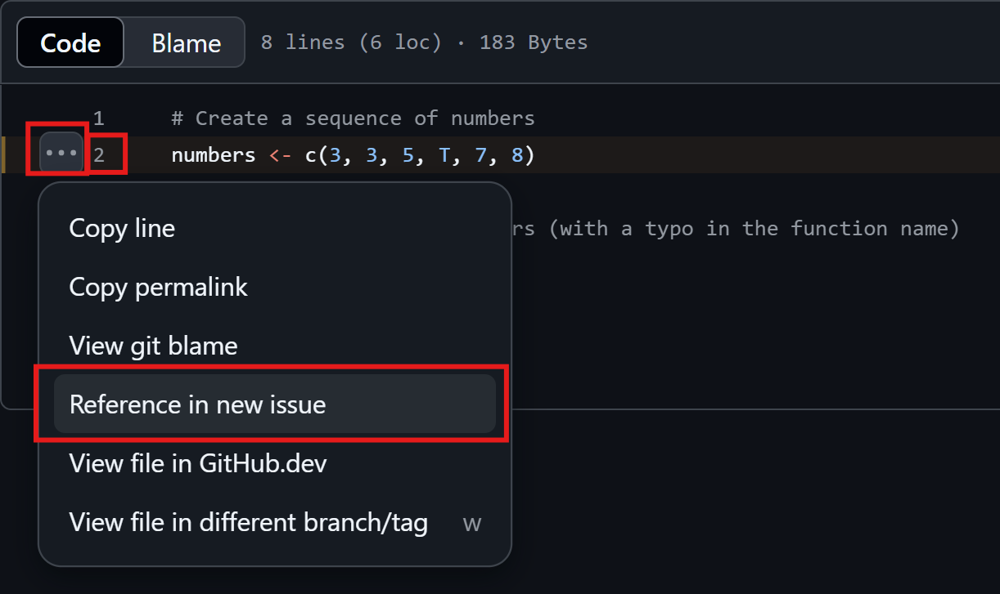 Code Blame 8 lines (6 loc) · 183 Bytes
1 # Create a sequence of numbers
2 numbers <- c(3, 3, 5, T, 7, 8)
Copy line
rs (with a typo in the function name)
Copy permalink
View git blame
Reference in new issue
View file in GitHub.dev
View file in different branch/tag w